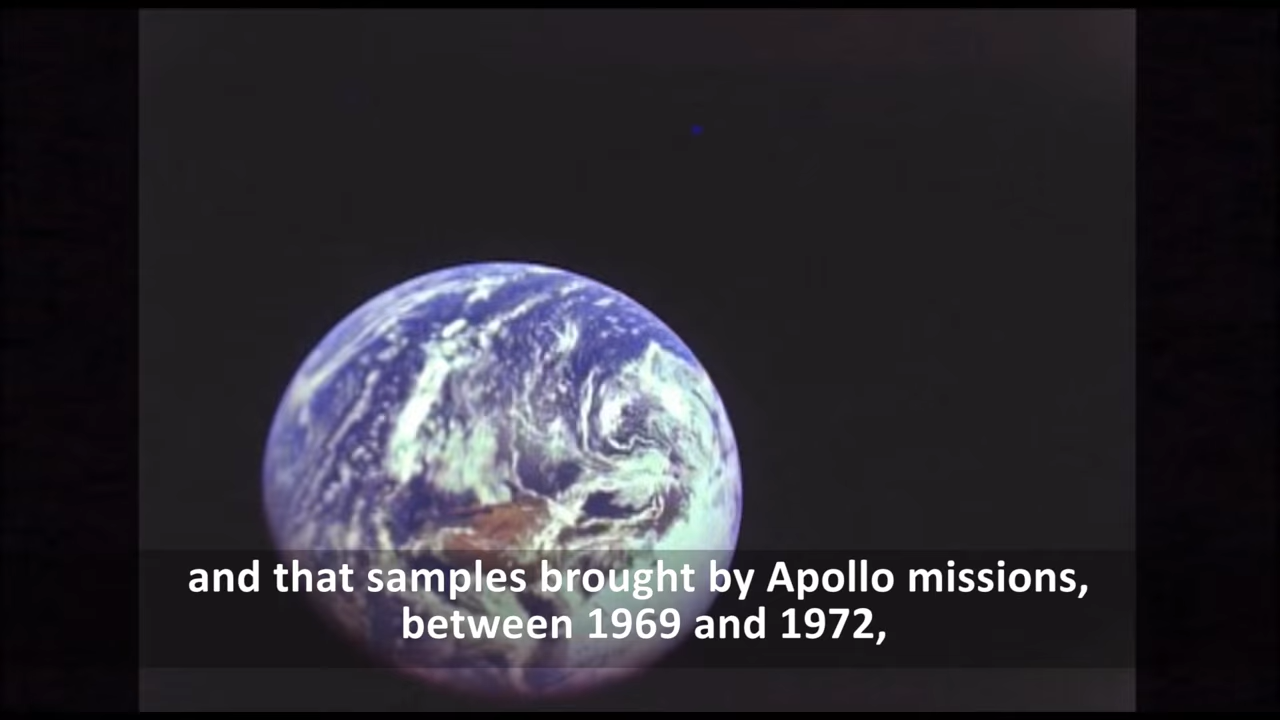 and that samples brought by Apollo missions,
between 1969 and 1972,